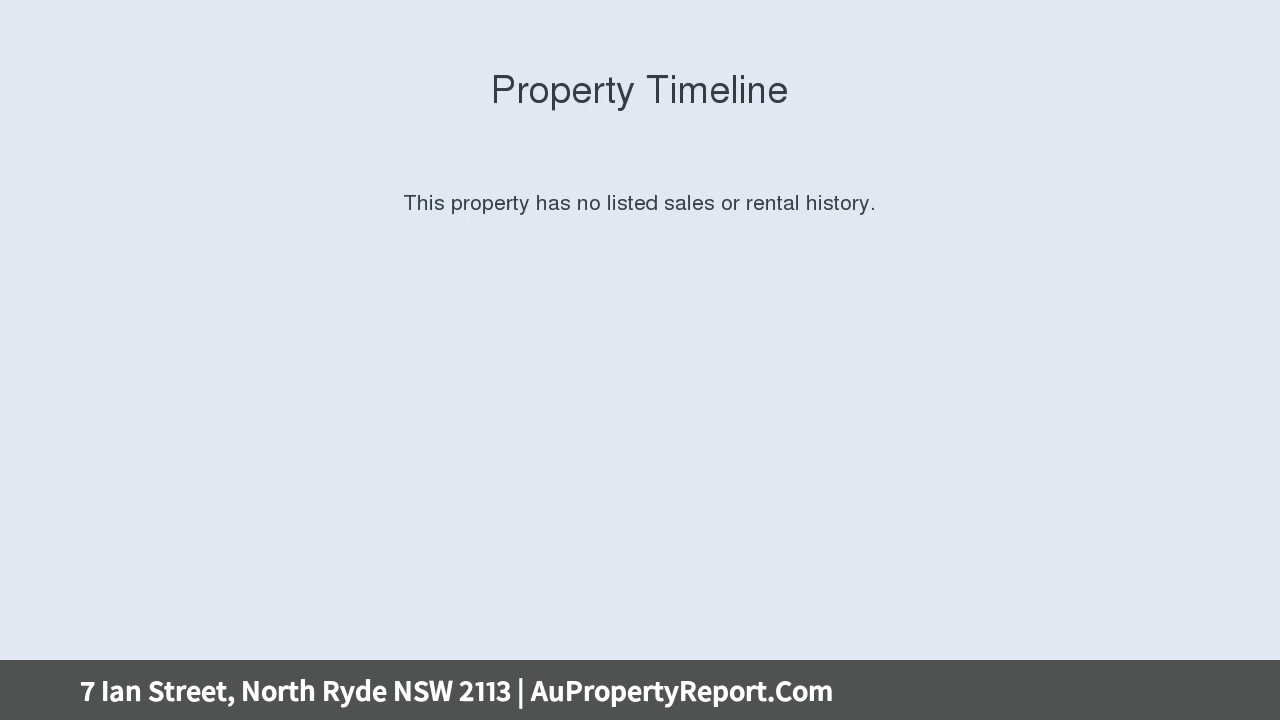 Property Timeline
This property has no listed sales or rental history.
7 Ian Street, North Ryde NSW 2113 | AuPropertyReport.Com